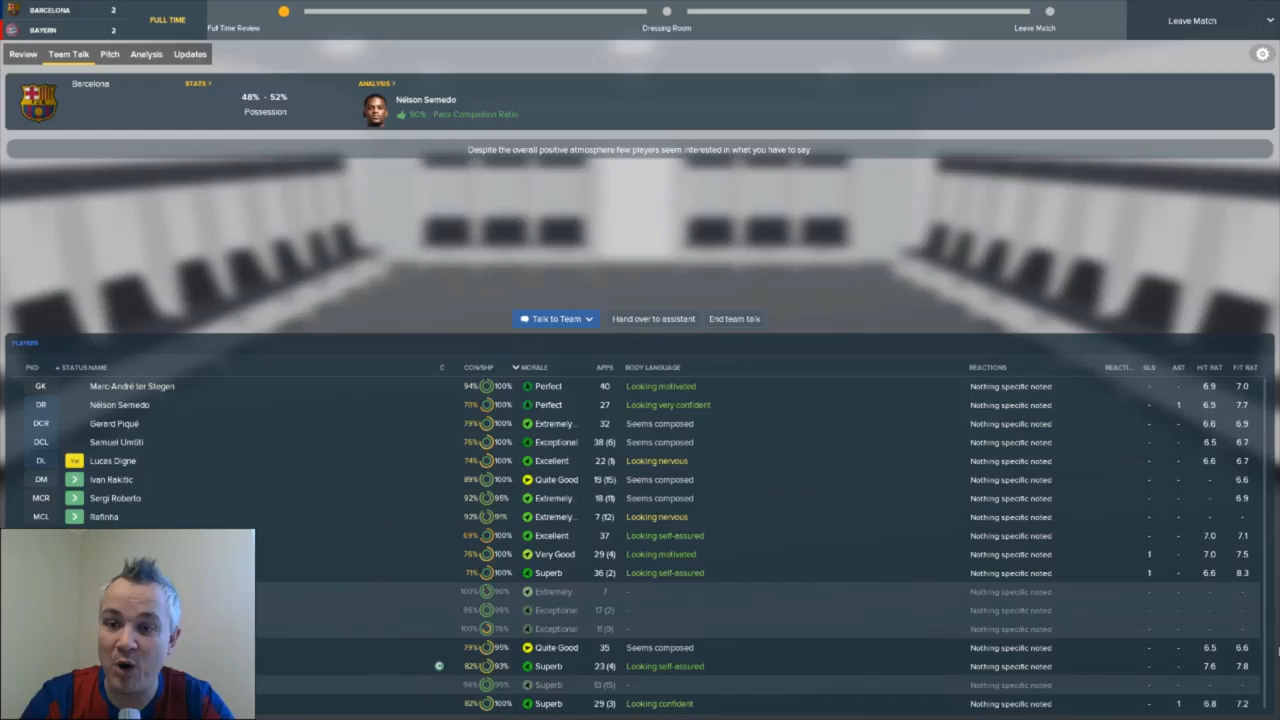 BARCELONA 2
BAYERN 2
FULL TIME
Full Time Review
Dressing Room
Leave Match
Leave Match
Review Team Talk Pitch Analysis Updates
Barcelona
STATS >
48% - 52%
Possession
ANALYSIS >
Nélson Semedo
90% - Pass Completion Ratio
Despite the overall positive atmosphere few players seem interested in what you have to say.
Talk to Team Hand over to assistant End team talk
PLAYERS
PKD STATUS NAME C CON/SHP MORALE APPS BODY LANGUAGE REACTIONS REACTI... GLS AST H/T RAT F/T RAT
GK Marc-André ter Stegen 94% 100% Perfect 40 Looking motivated Nothing specific noted - - 6.9 7.0
DR Nélson Semedo 70% 100% Perfect 27 Looking very confident Nothing specific noted - 1 6.9 7.7
DCR Gerard Piqué 79% 100% Extremely... 32 Seems composed Nothing specific noted - - 6.6 6.9
DCL Samuel Umtiti 76% 100% Exceptional 38 (6) Seems composed Nothing specific noted - - 6.5 6.7
DL Yel Lucas Digne 74% 100% Excellent 22 (1) Looking nervous Nothing specific noted - - 6.6 6.7
DM Ivan Rakitic 89% 100% Quite Good 19 (15) Seems composed Nothing specific noted - - 6.6
MCR Sergi Roberto 92% 95% Extremely... 18 (11) Seems composed Nothing specific noted - - 6.9
MCL Rafinha 92% 91% Extremely... 7 (12) Looking nervous Nothing specific noted - - - -
69% 100% Excellent 37 Looking self-assured Nothing specific noted - - 7.0 7.1
76% 100% Very Good 29 (4) Looking motivated Nothing specific noted 1 - 7.0 7.5
71% 100% Superb 36 (2) Looking self-assured Nothing specific noted 1 - 6.6 8.3
100% 90% Extremely... 7 - Nothing specific noted - - - -
95% 99% Exceptional 17 (2) - Nothing specific noted - - - -
100% 76% Exceptional 11 (9) - Nothing specific noted - - - -
79% 95% Quite Good 35 Seems composed Nothing specific noted - - 6.5 6.6
C 82% 93% Superb 23 (4) Looking self-assured Nothing specific noted - - 7.6 7.8
96% 99% Superb 13 (15) - Nothing specific noted - - - -
82% 100% Superb 29 (3) Looking confident Nothing specific noted - 1 6.8 7.2